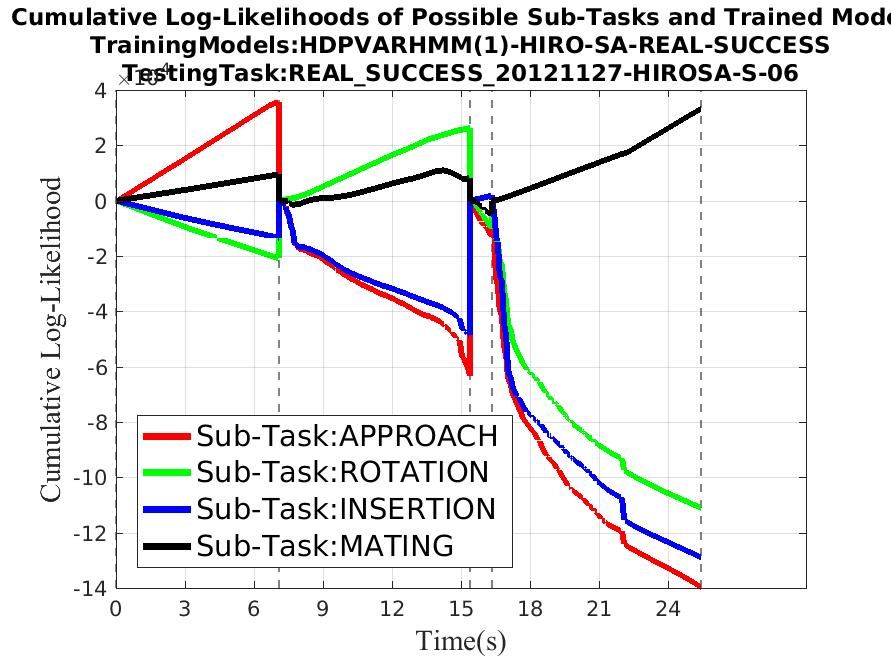 Cumulative Log-Likelihoods of Possible Sub-Tasks and Trained Mode
TrainingModels:HDPVARHMM(1)-HIRO-SA-REAL-SUCCESS
TestingTask:REAL_SUCCESS_20121127-HIROSA-S-06
×10⁴
4
2
0
-2
-4
-6
-8
-10
-12
-14
Cumulative Log-Likelihood
Sub-Task:APPROACH
Sub-Task:ROTATION
Sub-Task:INSERTION
Sub-Task:MATING
0 3 6 9 12 15 18 21 24
Time(s)